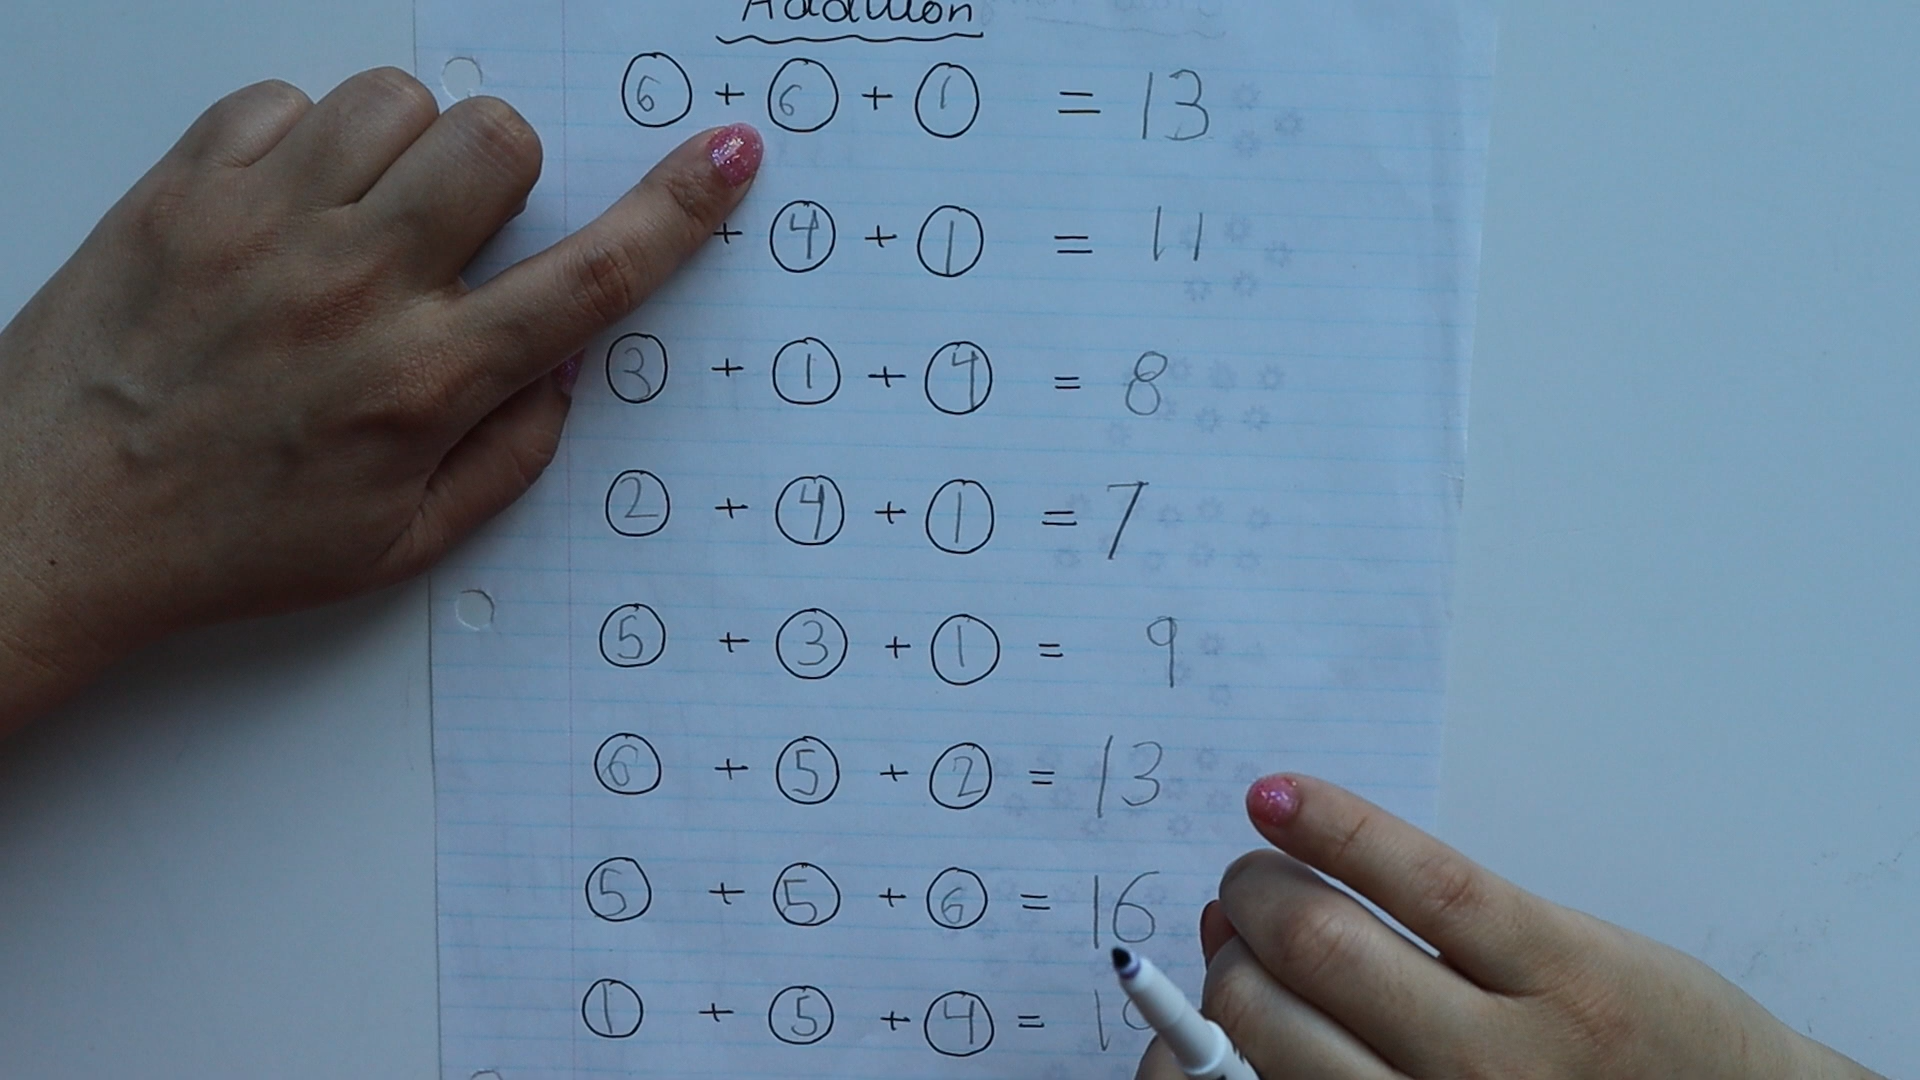 Addition
6 + 6 + 1 = 13
+ 4 + 1 = 11
3 + 1 + 4 = 8
2 + 4 + 1 = 7
5 + 3 + 1 = 9
6 + 5 + 2 = 13
5 + 5 + 6 = 16
1 + 5 + 4 = 1